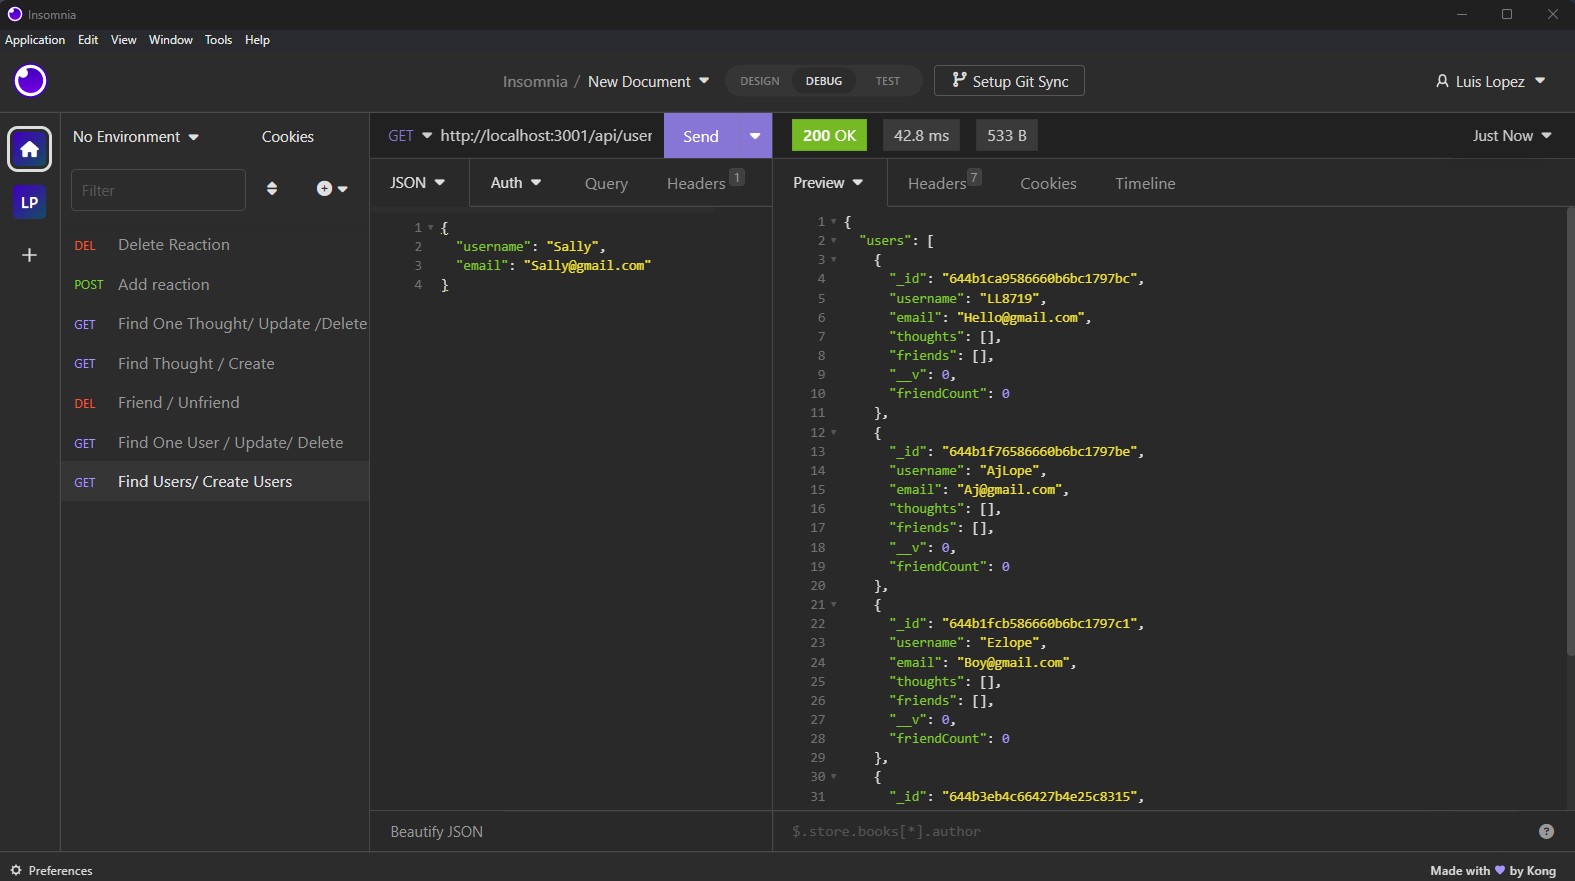 Insomnia
Application Edit View Window Tools Help
Insomnia / New Document DESIGN DEBUG TEST Setup Git Sync Luis Lopez
No Environment Cookies
Filter
LP
DEL Delete Reaction
POST Add reaction
GET Find One Thought/ Update /Delete
GET Find Thought / Create
DEL Friend / Unfriend
GET Find One User / Update/ Delete
GET Find Users/ Create Users
GET http://localhost:3001/api/user Send
JSON Auth Query Headers 1
1 {
2 "username": "Sally",
3 "email": "Sally@gmail.com"
4 }
Beautify JSON
200 OK 42.8 ms 533 B Just Now
Preview Headers 7 Cookies Timeline
1 {
2 "users": [
3 {
4 "_id": "644b1ca9586660b6bc1797bc",
5 "username": "LL8719",
6 "email": "Hello@gmail.com",
7 "thoughts": [],
8 "friends": [],
9 "__v": 0,
10 "friendCount": 0
11 },
12 {
13 "_id": "644b1f76586660b6bc1797be",
14 "username": "AjLope",
15 "email": "Aj@gmail.com",
16 "thoughts": [],
17 "friends": [],
18 "__v": 0,
19 "friendCount": 0
20 },
21 {
22 "_id": "644b1fcb586660b6bc1797c1",
23 "username": "Ezlope",
24 "email": "Boy@gmail.com",
25 "thoughts": [],
26 "friends": [],
27 "__v": 0,
28 "friendCount": 0
29 },
30 {
31 "_id": "644b3eb4c66427b4e25c8315",
$.store.books[*].author
Preferences
Made with 💜 by Kong